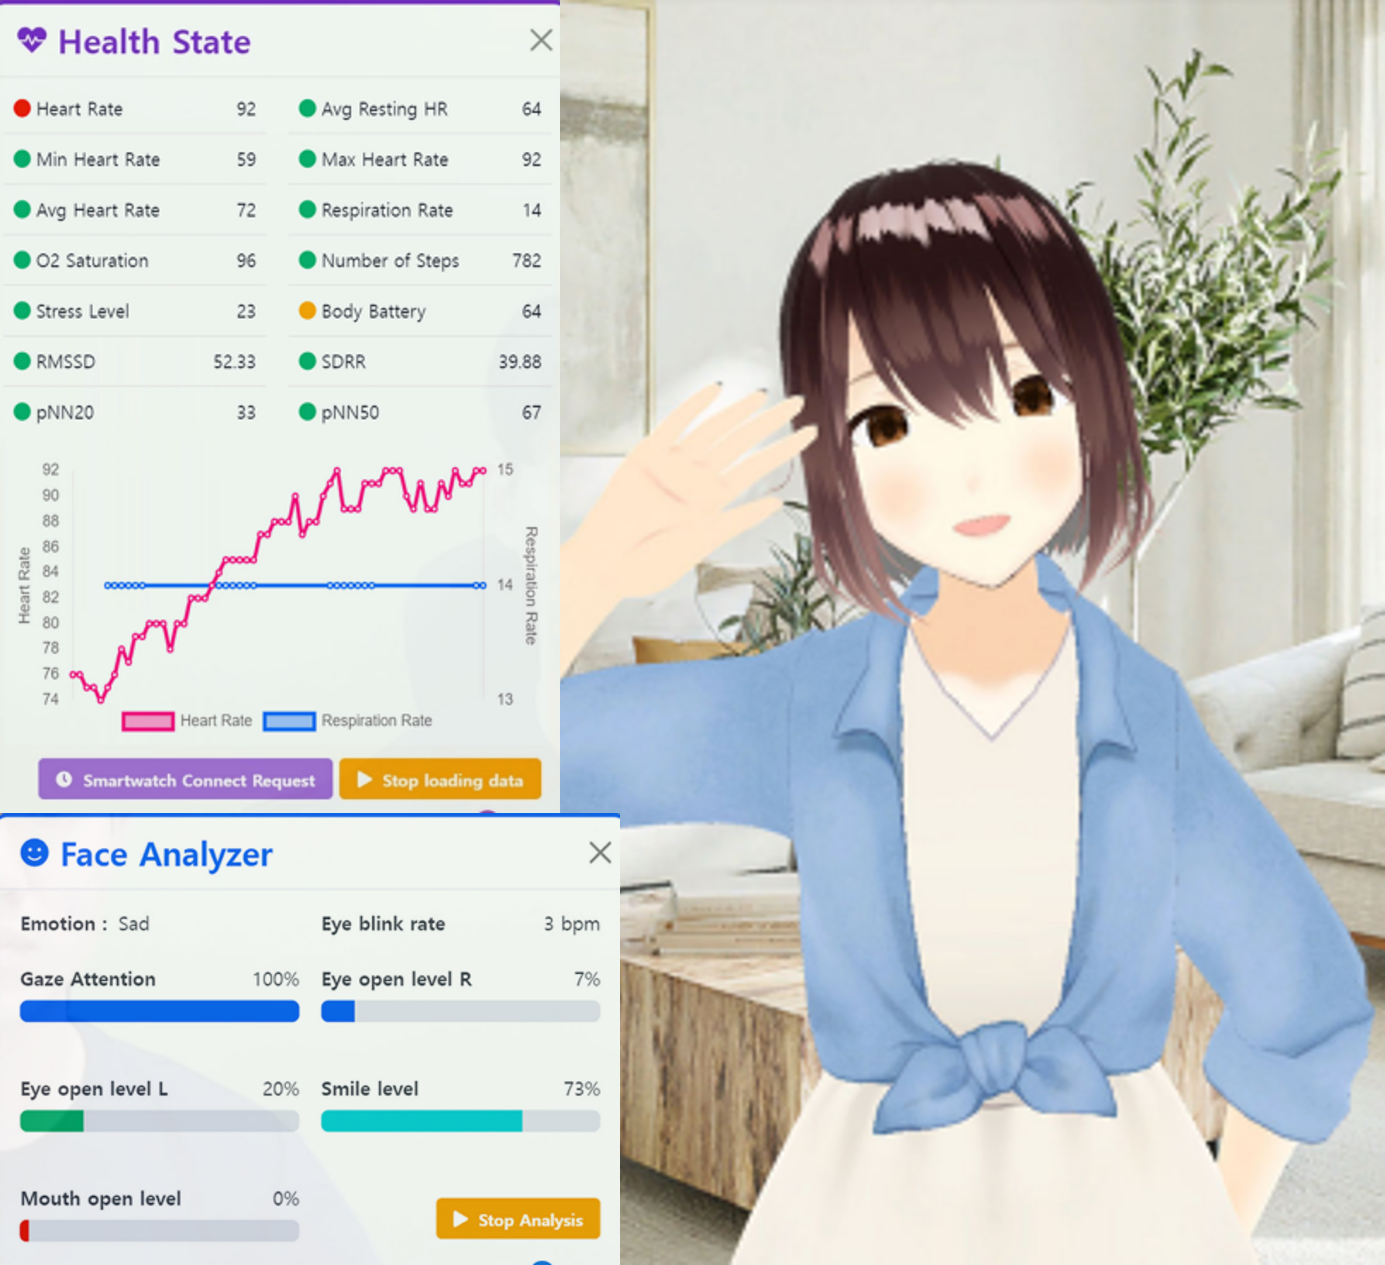 Health State
Heart Rate 92 Avg Resting HR 64
Min Heart Rate 59 Max Heart Rate 92
Avg Heart Rate 72 Respiration Rate 14
O2 Saturation 96 Number of Steps 782
Stress Level 23 Body Battery 64
RMSSD 52.33 SDRR 39.88
pNN20 33 pNN50 67
92 15
90
88
86
84 14
82
80
78
76
74 13
Heart Rate
Respiration Rate
Heart Rate Respiration Rate
Smartwatch Connect Request Stop loading data
Face Analyzer
Emotion : Sad Eye blink rate 3 bpm
Gaze Attention 100% Eye open level R 7%
Eye open level L 20% Smile level 73%
Mouth open level 0%
Stop Analysis